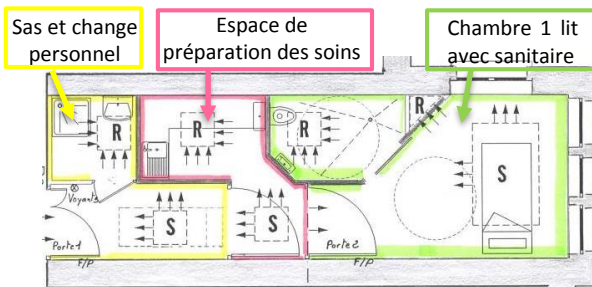 Sas et change
personnel
Espace de
préparation des soins
Chambre 1 lit
avec sanitaire
R
R
R
R
S
Voyants
S
S
Porte 1
Porte 2
F/P
F/P